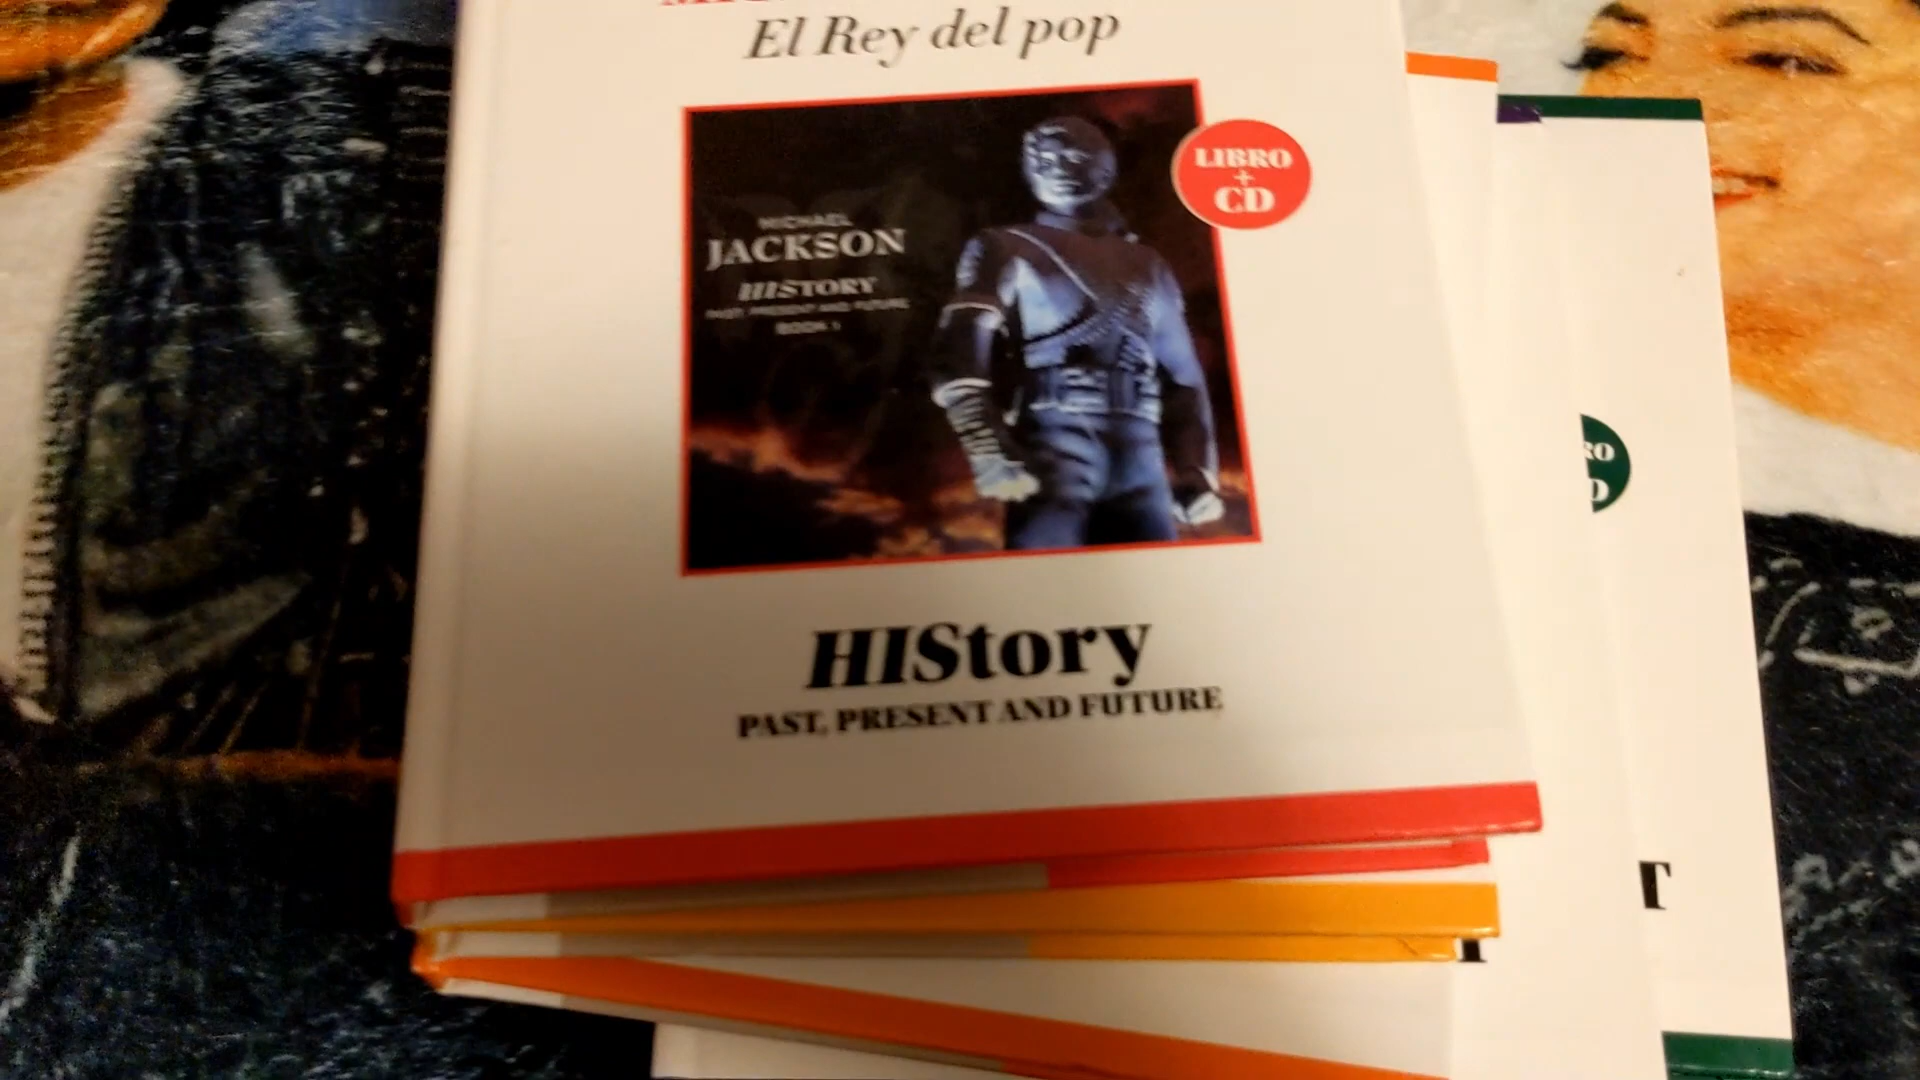 El Rey del pop
LIBRO
+
CD
MICHAEL
JACKSON
HISTORY
PAST, PRESENT AND FUTURE
BOOK I
HIStory
PAST, PRESENT AND FUTURE
RO
T